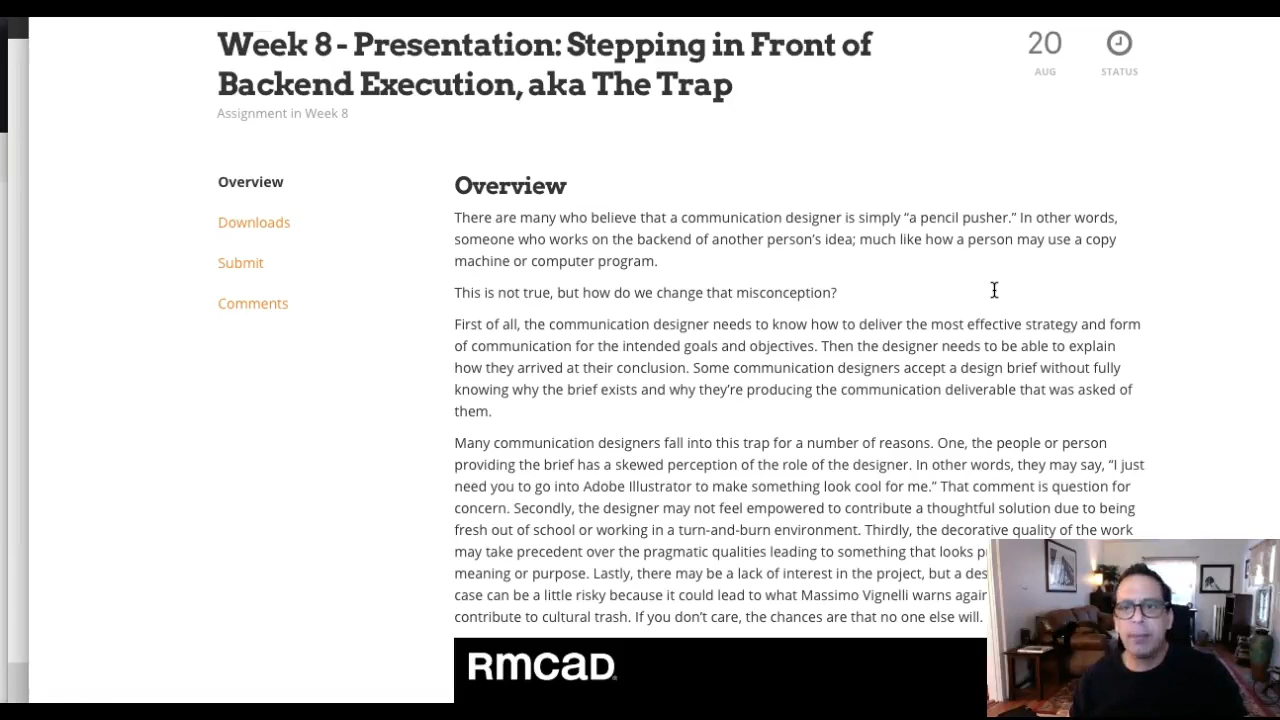 Week 8 - Presentation: Stepping in Front of
Backend Execution, aka The Trap
Assignment in Week 8
20
AUG
STATUS
Overview
Downloads
Submit
Comments
Overview
There are many who believe that a communication designer is simply “a pencil pusher.” In other words,
someone who works on the backend of another person’s idea; much like how a person may use a copy
machine or computer program.
This is not true, but how do we change that misconception?
First of all, the communication designer needs to know how to deliver the most effective strategy and form
of communication for the intended goals and objectives. Then the designer needs to be able to explain
how they arrived at their conclusion. Some communication designers accept a design brief without fully
knowing why the brief exists and why they’re producing the communication deliverable that was asked of
them.
Many communication designers fall into this trap for a number of reasons. One, the people or person
providing the brief has a skewed perception of the role of the designer. In other words, they may say, “I just
need you to go into Adobe Illustrator to make something look cool for me.” That comment is question for
concern. Secondly, the designer may not feel empowered to contribute a thoughtful solution due to being
fresh out of school or working in a turn-and-burn environment. Thirdly, the decorative quality of the work
may take precedent over the pragmatic qualities leading to something that looks
meaning or purpose. Lastly, there may be a lack of interest in the project, but a
case can be a little risky because it could lead to what Massimo Vignelli warns
contribute to cultural trash. If you don’t care, the chances are that no one else will.
RMCAD